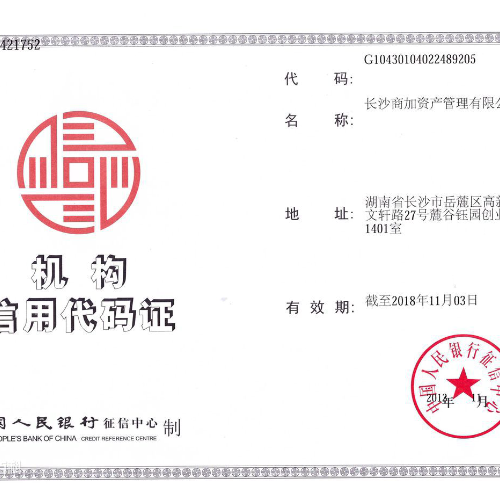 421752
G10430104022489205
代 码:
长沙商加资产管理有限公
名 称:
湖南省长沙市岳麓区高新
地 址:
文轩路27号麓谷钰园创业
1401室
机 构
信用代码证
有 效 期:
截至2018年11月03日
中国人民银行征信中心
2013年 11月
国人民银行征信中心 制
OPLE'S BANK OF CHINA CREDIT REFERENCE CENTRE